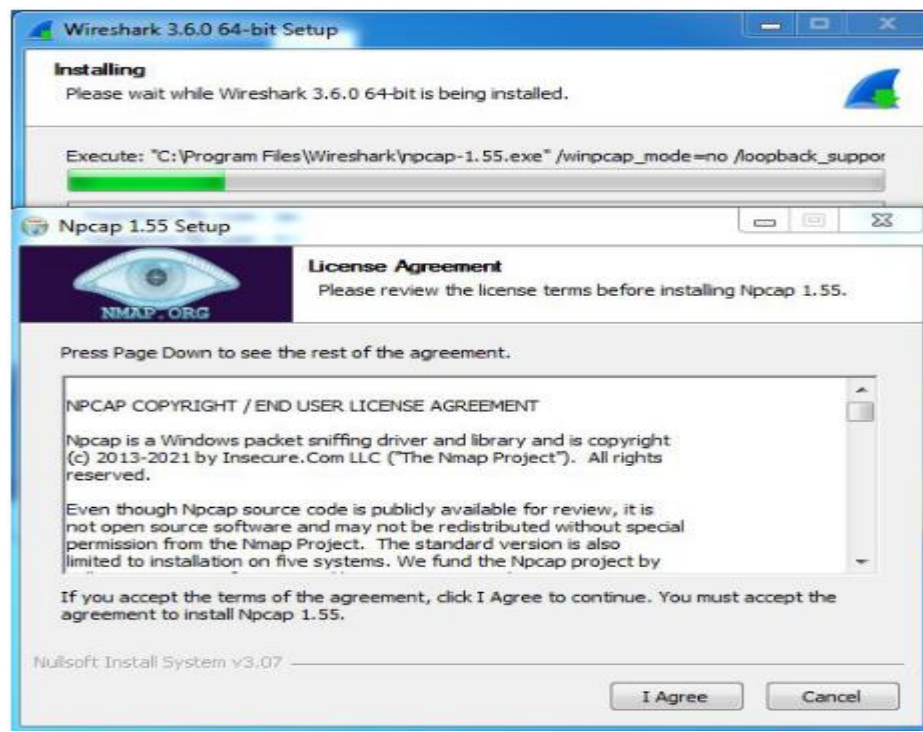 Wireshark 3.6.0 64-bit Setup
Installing
Please wait while Wireshark 3.6.0 64-bit is being installed.
Execute: "C:\Program Files\Wireshark\npcap-1.55.exe" /winpcap_mode=no /loopback_suppor
Npcap 1.55 Setup
NMAP.ORG
License Agreement
Please review the license terms before installing Npcap 1.55.
Press Page Down to see the rest of the agreement.
NPCAP COPYRIGHT / END USER LICENSE AGREEMENT
Npcap is a Windows packet sniffing driver and library and is copyright
(c) 2013-2021 by Insecure.Com LLC ("The Nmap Project"). All rights
reserved.
Even though Npcap source code is publicly available for review, it is
not open source software and may not be redistributed without special
permission from the Nmap Project. The standard version is also
limited to installation on five systems. We fund the Npcap project by
If you accept the terms of the agreement, click I Agree to continue. You must accept the
agreement to install Npcap 1.55.
Nullsoft Install System v3.07
I Agree
Cancel